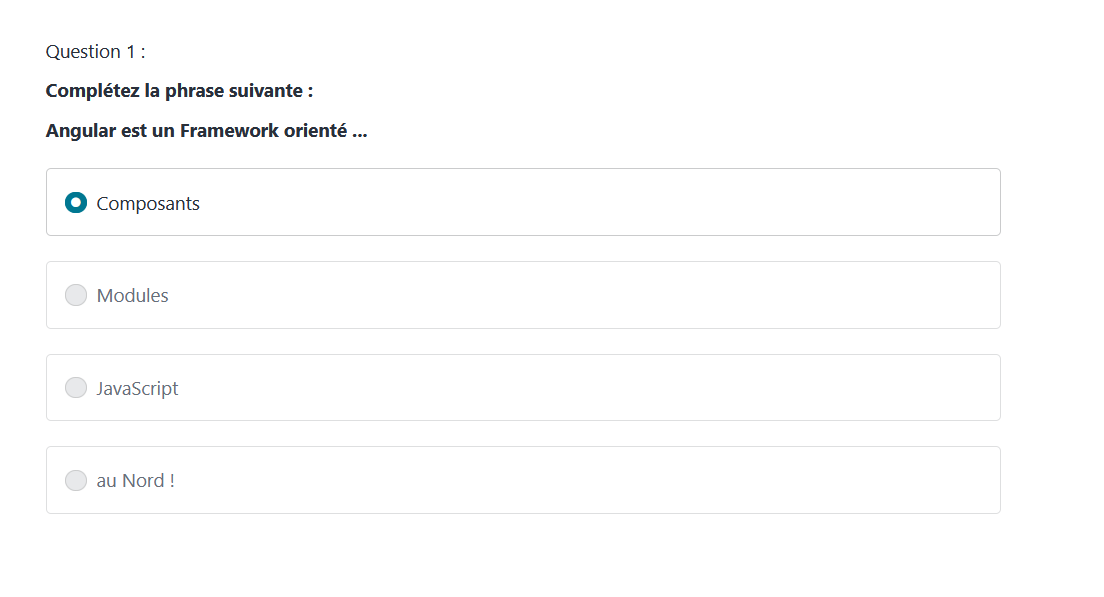 Question 1 :
Complétez la phrase suivante :
Angular est un Framework orienté ...
Composants
Modules
JavaScript
au Nord !